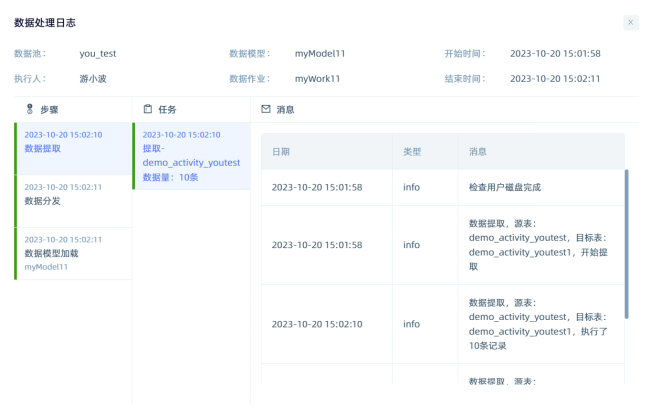 数据处理日志
x
数据池： you_test 数据模型： myModel11 开始时间： 2023-10-20 15:01:58
执行人： 游小波 数据作业： myWork11 结束时间： 2023-10-20 15:02:11
步骤
2023-10-20 15:02:10
数据提取
2023-10-20 15:02:11
数据分发
2023-10-20 15:02:11
数据模型加载
myModel11
任务
2023-10-20 15:02:10
提取-
demo_activity_youtest
数据量：10条
消息
日期 类型 消息
2023-10-20 15:01:58 info 检查用户磁盘完成
2023-10-20 15:01:58 info
数据提取，源表：
demo_activity_youtest，目标表：
demo_activity_youtest1，开始提
取
2023-10-20 15:02:10 info
数据提取，源表：
demo_activity_youtest，目标表：
demo_activity_youtest1，执行了
10条记录
数据提取，源表：